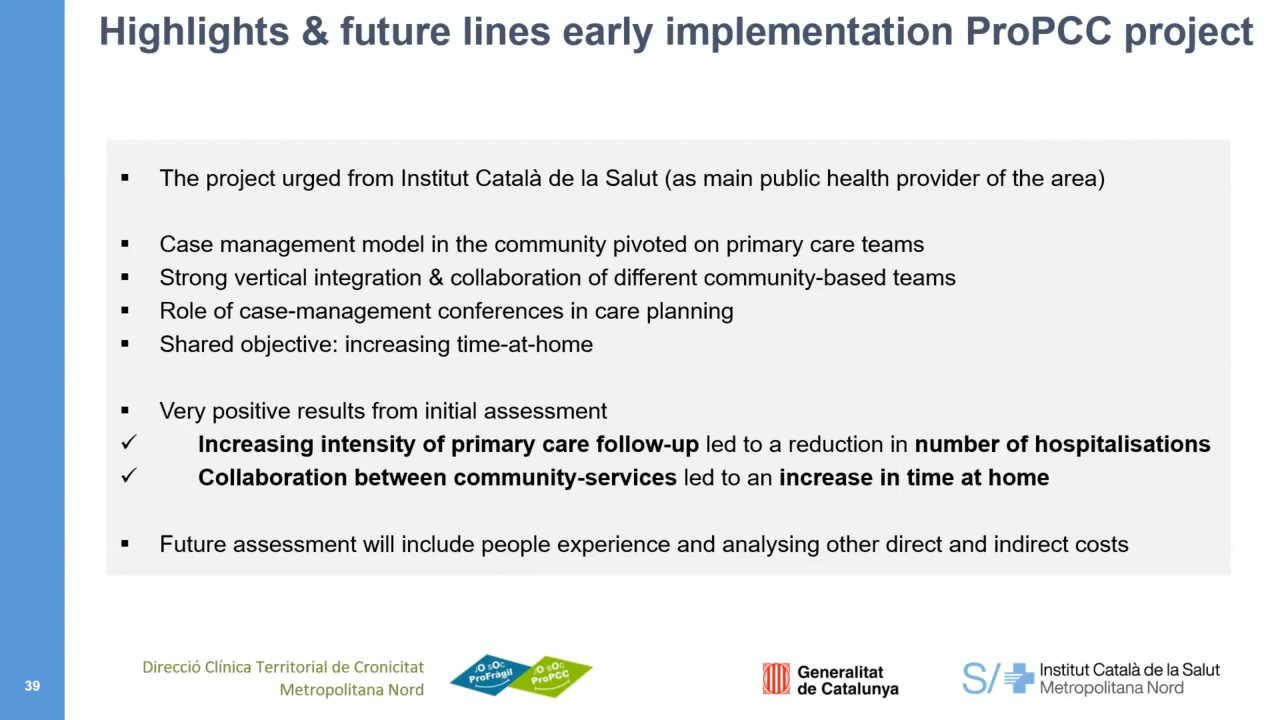 Highlights & future lines early implementation ProPCC project
▪ The project urged from Institut Català de la Salut (as main public health provider of the area)
▪ Case management model in the community pivoted on primary care teams
▪ Strong vertical integration & collaboration of different community-based teams
▪ Role of case-management conferences in care planning
▪ Shared objective: increasing time-at-home
▪ Very positive results from initial assessment
✓ Increasing intensity of primary care follow-up led to a reduction in number of hospitalisations
✓ Collaboration between community-services led to an increase in time at home
▪ Future assessment will include people experience and analysing other direct and indirect costs
39
Direcció Clínica Territorial de Cronicitat
Metropolitana Nord
jO sOc
ProFràgil
jO sOc
ProPCC
Generalitat
de Catalunya
S/
Institut Català de la Salut
Metropolitana Nord